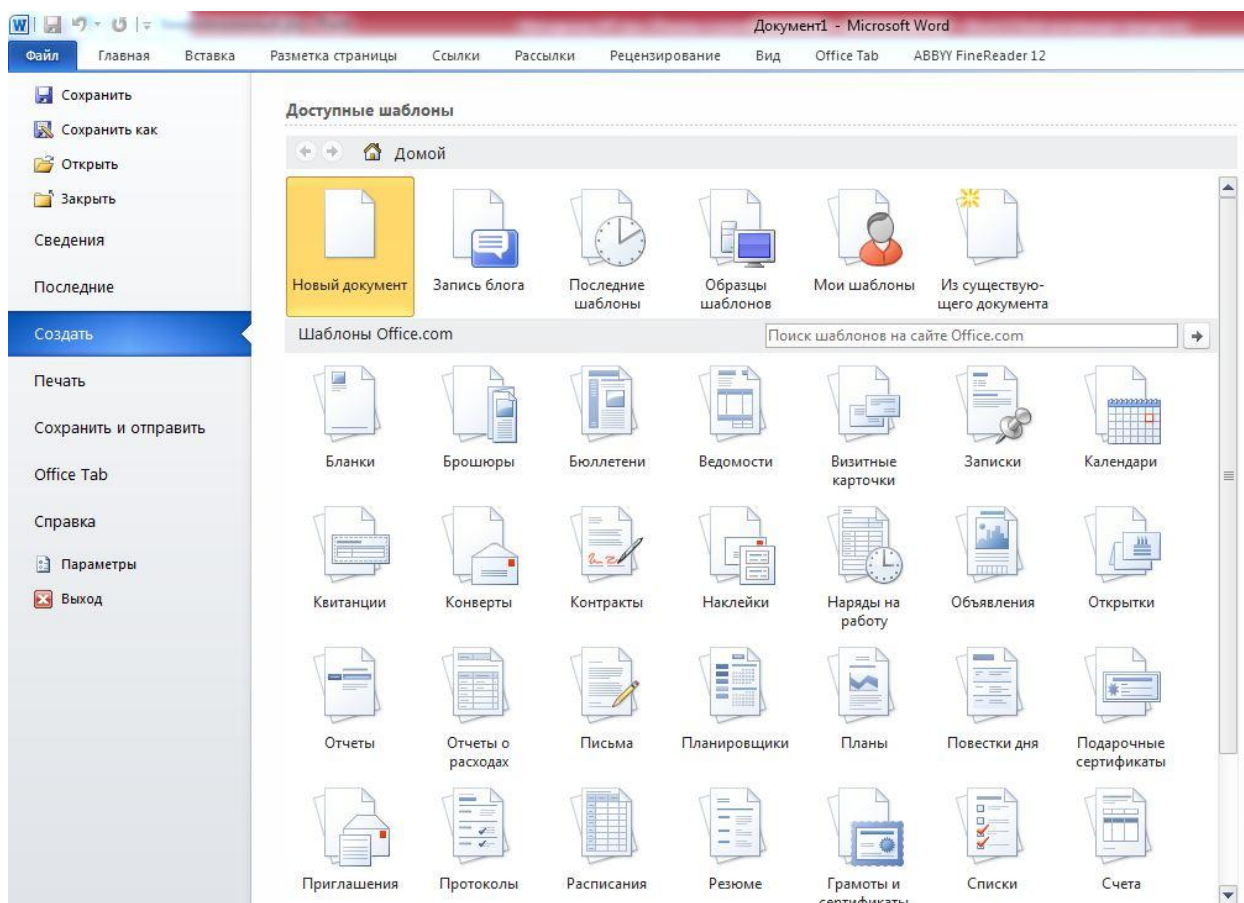 Документ1 - Microsoft Word
Файл Главная Вставка Разметка страницы Ссылки Рассылки Рецензирование Вид Office Tab ABBYY FineReader 12
Сохранить
Сохранить как
Открыть
Закрыть
Сведения
Последние
Создать
Печать
Сохранить и отправить
Office Tab
Справка
Параметры
Выход
Доступные шаблоны
Домой
Новый документ Запись блога Последние шаблоны Образцы шаблонов Мои шаблоны Из существую-
щего документа
Шаблоны Office.com Поиск шаблонов на сайте Office.com
Бланки Брошюры Бюллетени Ведомости Визитные карточки Записки Календари
Квитанции Конверты Контракты Наклейки Наряды на работу Объявления Открытки
Отчеты Отчеты о расходах Письма Планировщики Планы Повестки дня Подарочные сертификаты
Приглашения Протоколы Расписания Резюме Грамоты и сертификаты Списки Счета